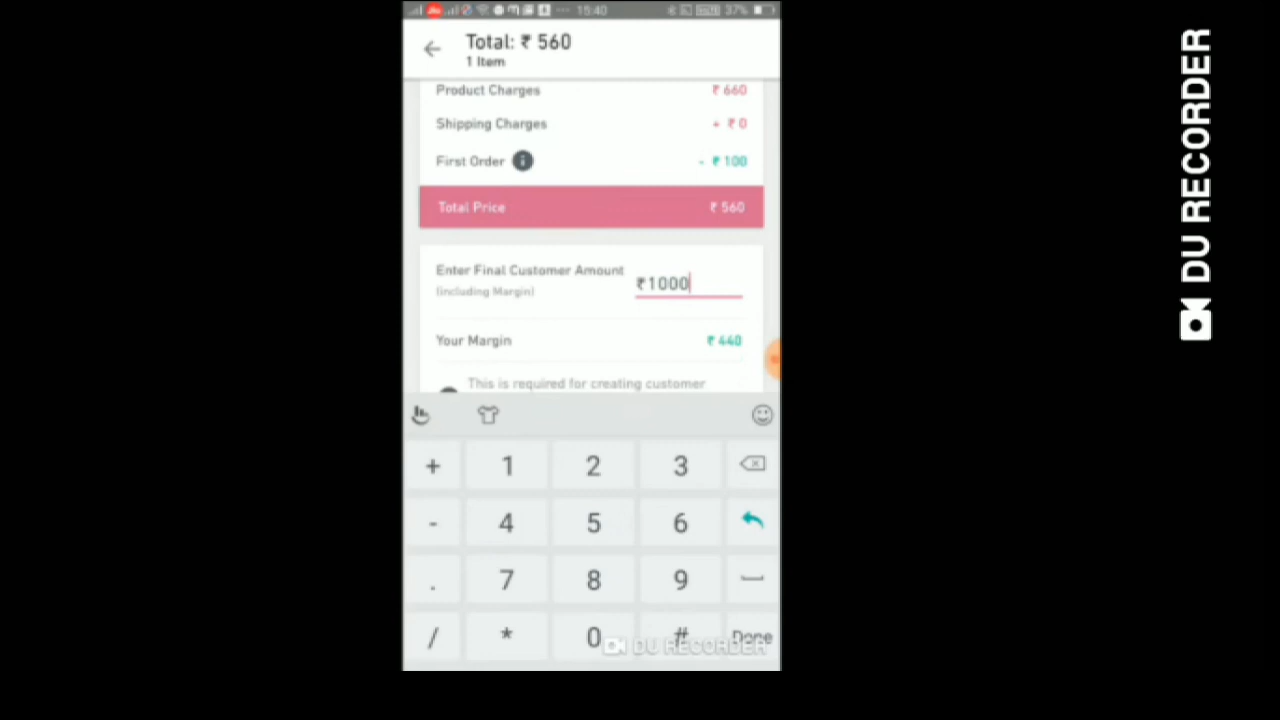 15:40
37%
Total: ₹ 560
1 Item
Product Charges ₹ 660
Shipping Charges + ₹ 0
First Order - ₹ 100
Total Price ₹ 560
Enter Final Customer Amount
(Including Margin)
₹1000
Your Margin ₹ 440
This is required for creating customer
+ 1 2 3
- 4 5 6
. 7 8 9
/ * 0 # Done
DU RECORDER
DU RECORDER